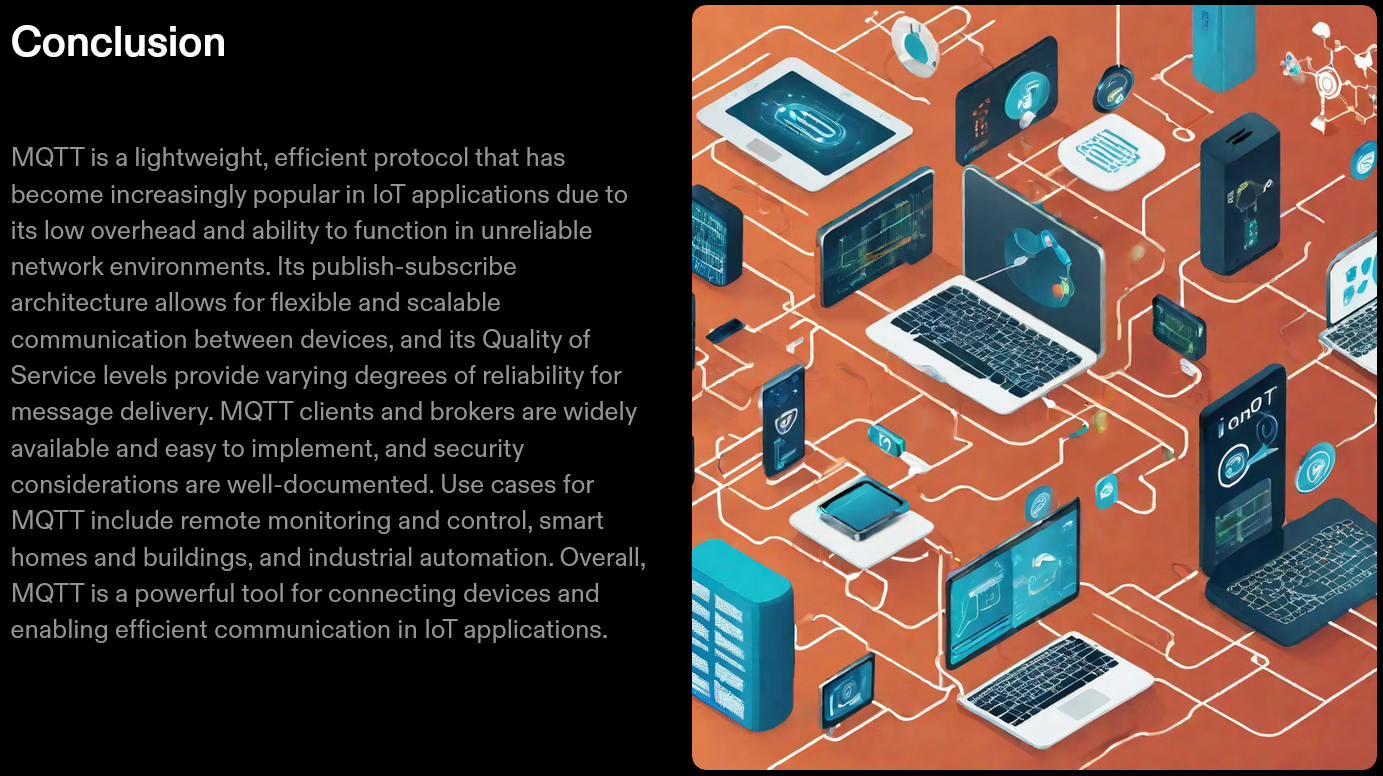 Conclusion
MQTT is a lightweight, efficient protocol that has
become increasingly popular in IoT applications due to
its low overhead and ability to function in unreliable
network environments. Its publish-subscribe
architecture allows for flexible and scalable
communication between devices, and its Quality of
Service levels provide varying degrees of reliability for
message delivery. MQTT clients and brokers are widely
available and easy to implement, and security
considerations are well-documented. Use cases for
MQTT include remote monitoring and control, smart
homes and buildings, and industrial automation. Overall,
MQTT is a powerful tool for connecting devices and
enabling efficient communication in IoT applications.